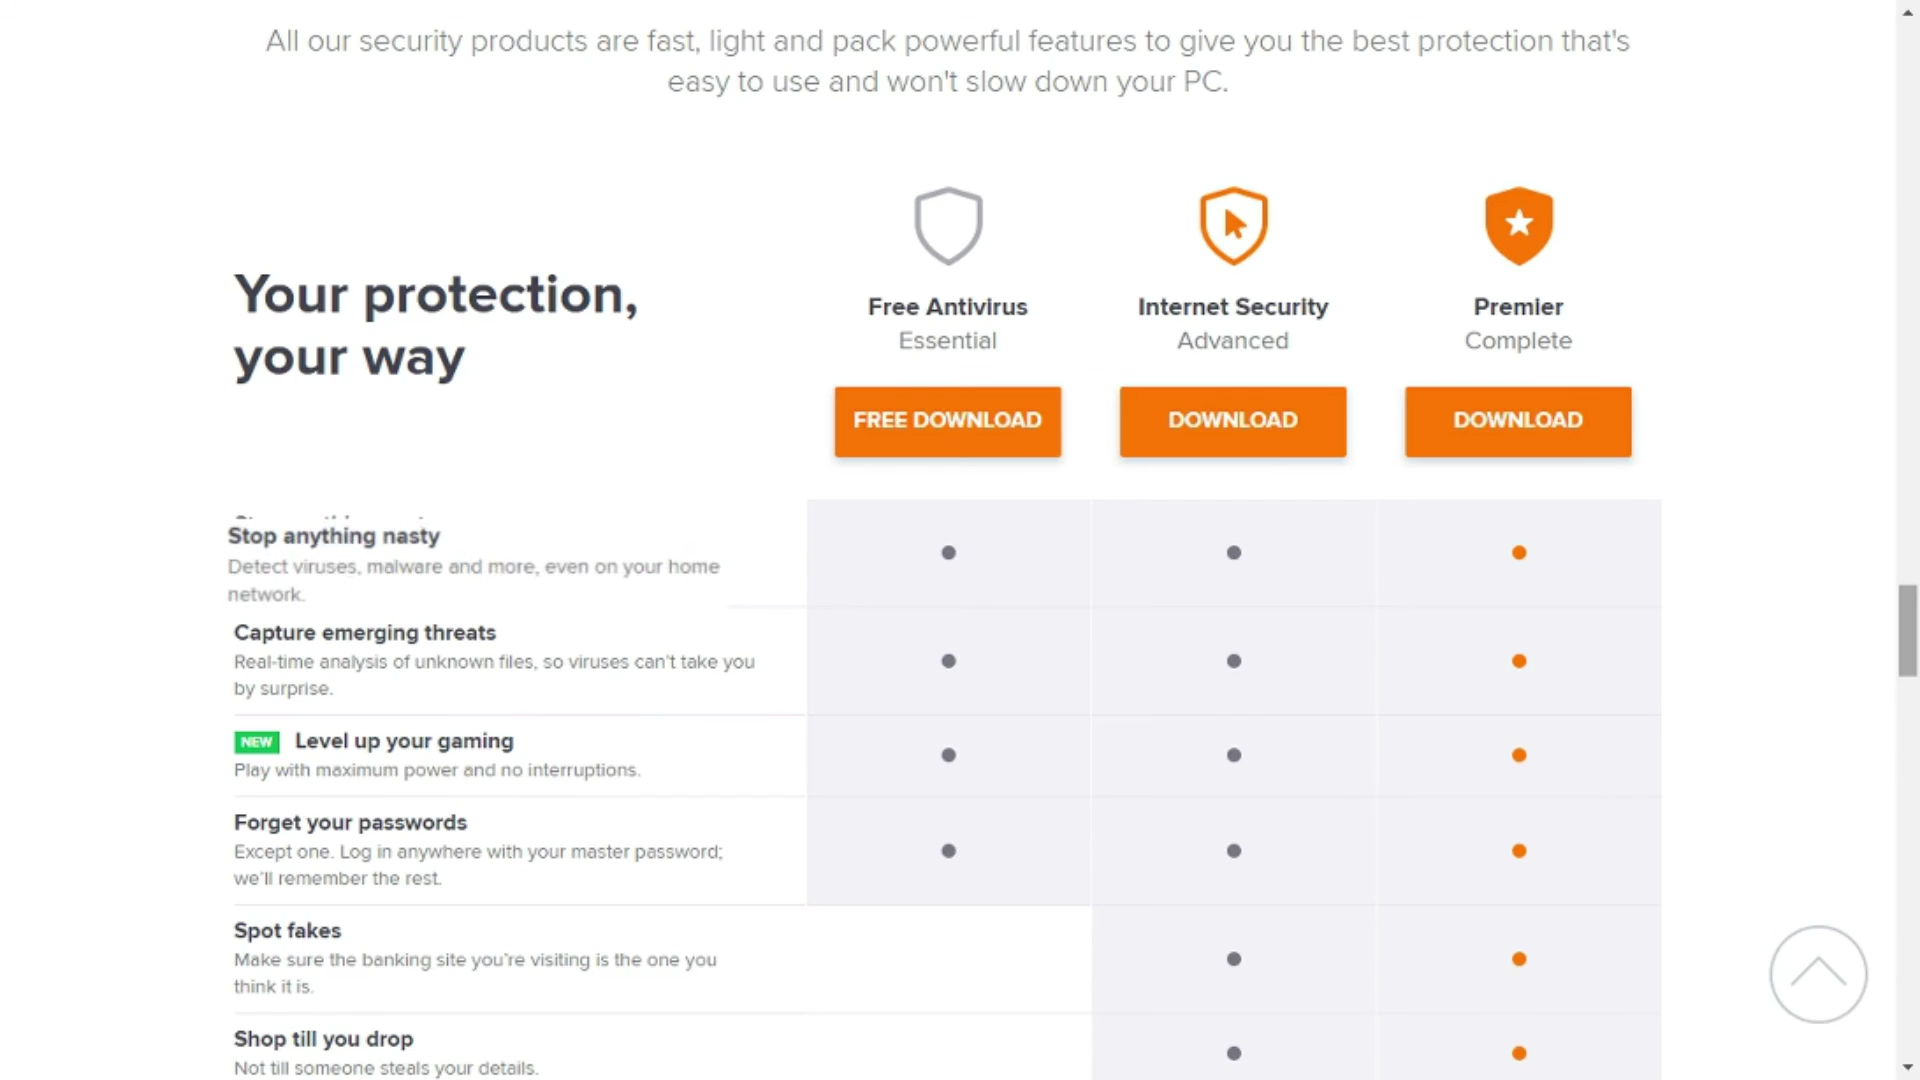 All our security products are fast, light and pack powerful features to give you the best protection that's
easy to use and won't slow down your PC.
Your protection,
your way
Free Antivirus
Essential
FREE DOWNLOAD
Internet Security
Advanced
DOWNLOAD
Premier
Complete
DOWNLOAD
Stop anything nasty
Detect viruses, malware and more, even on your home
network.
Capture emerging threats
Real-time analysis of unknown files, so viruses can't take you
by surprise.
NEW Level up your gaming
Play with maximum power and no interruptions.
Forget your passwords
Except one. Log in anywhere with your master password;
we'll remember the rest.
Spot fakes
Make sure the banking site you're visiting is the one you
think it is.
Shop till you drop
Not till someone steals your details.